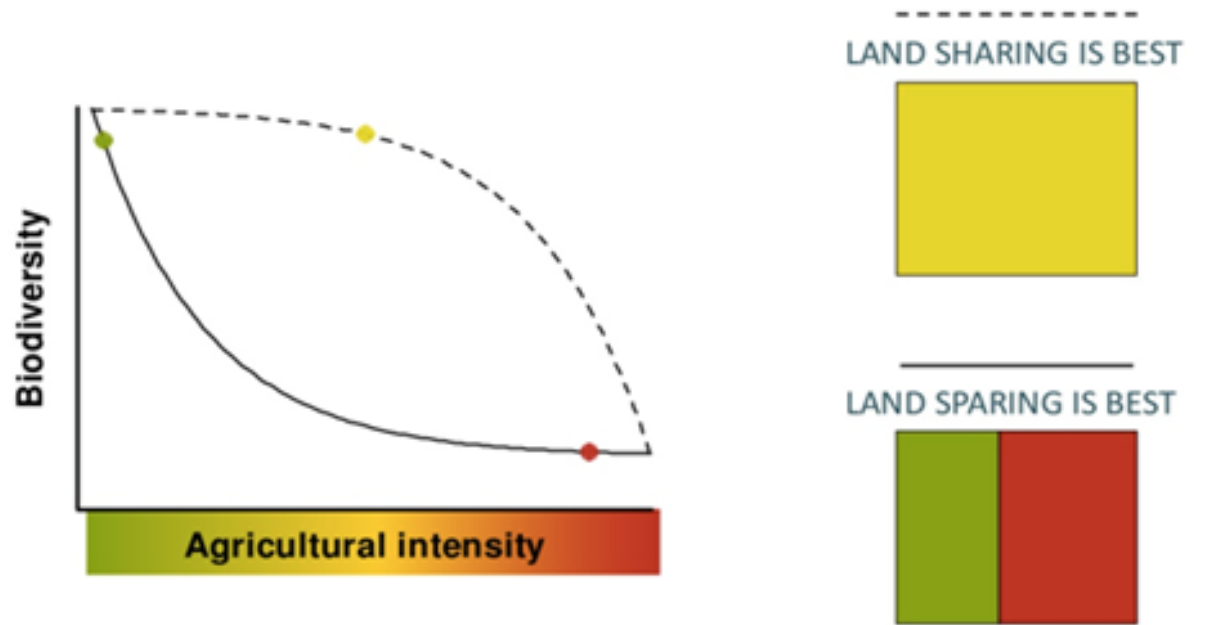 Biodiversity
Agricultural intensity
LAND SHARING IS BEST
LAND SPARING IS BEST